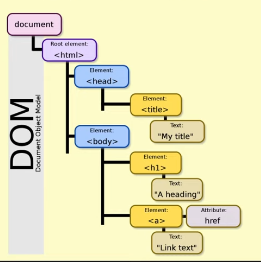 document
Root element:
<html>
Element:
<head>
Element:
<title>
Text:
"My title"
Element:
<body>
Element:
<h1>
Text:
"A heading"
Element:
<a>
Attribute:
href
Text:
"Link text"
DOM
Document Object Model